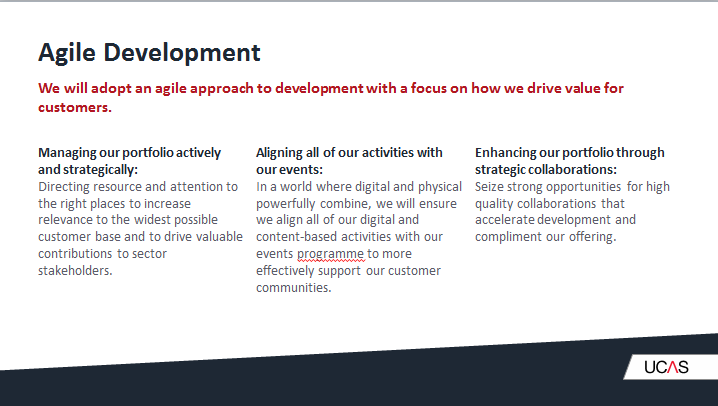 Agile Development
We will adopt an agile approach to development with a focus on how we drive value for
customers.
Managing our portfolio actively
and strategically:
Directing resource and attention to
the right places to increase
relevance to the widest possible
customer base and to drive valuable
contributions to sector
stakeholders.
Aligning all of our activities with
our events:
In a world where digital and physical
powerfully combine, we will ensure
we align all of our digital and
content-based activities with our
events programme to more
effectively support our customer
communities.
Enhancing our portfolio through
strategic collaborations:
Seize strong opportunities for high
quality collaborations that
accelerate development and
compliment our offering.
UCAS